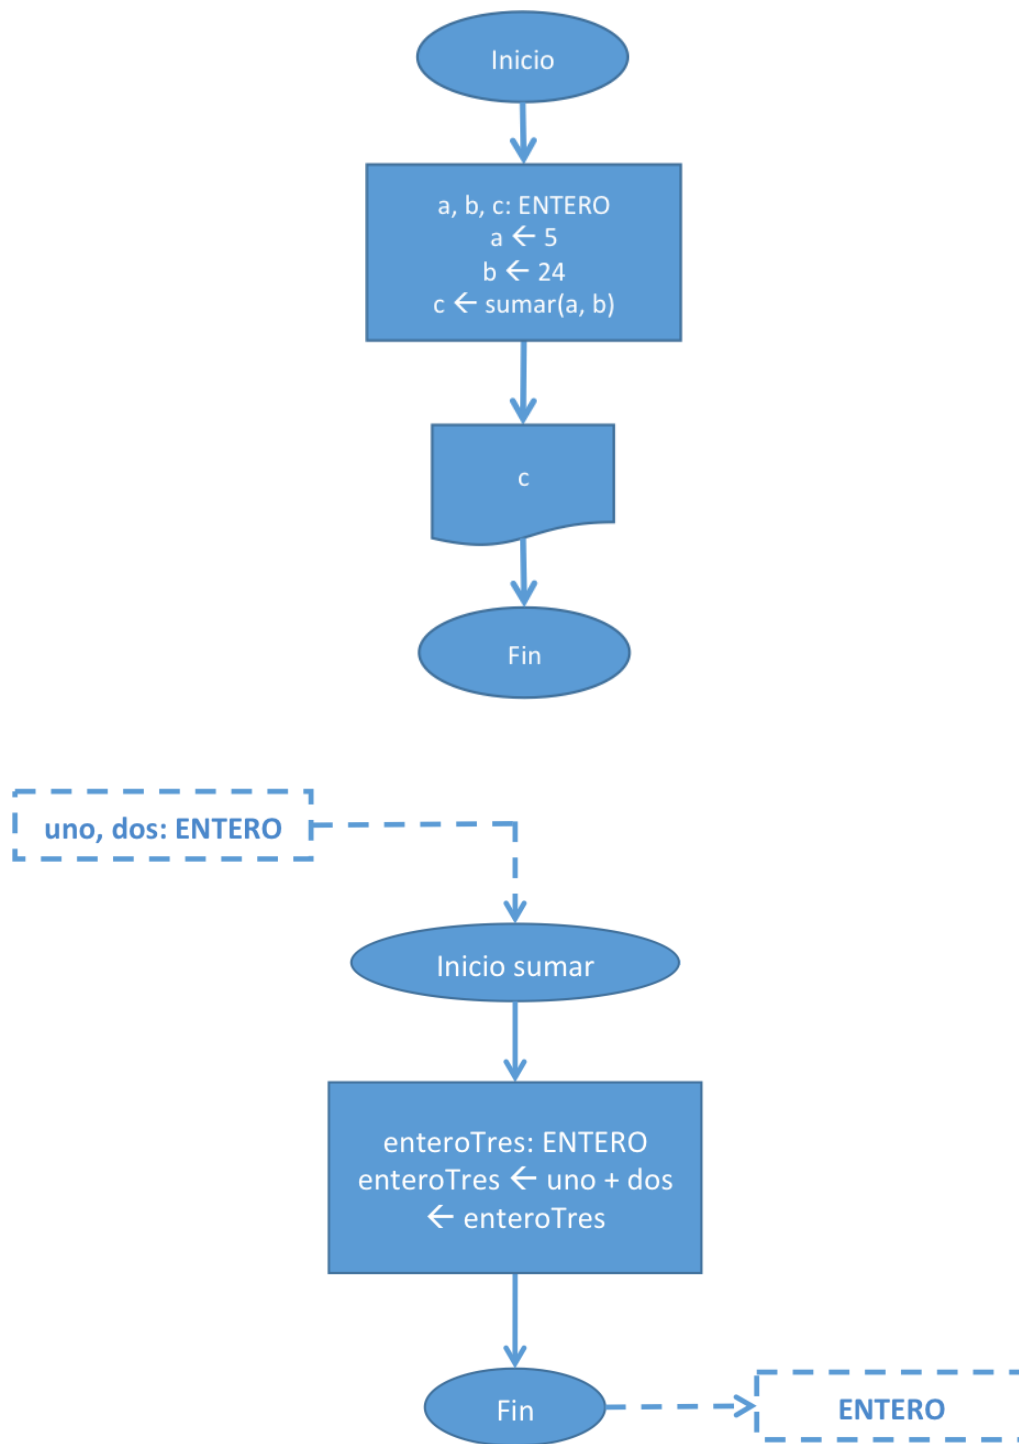 Inicio
a, b, c: ENTERO
a ← 5
b ← 24
c ← sumar(a, b)
c
Fin
uno, dos: ENTERO
Inicio sumar
enteroTres: ENTERO
enteroTres ← uno + dos
← enteroTres
Fin
ENTERO